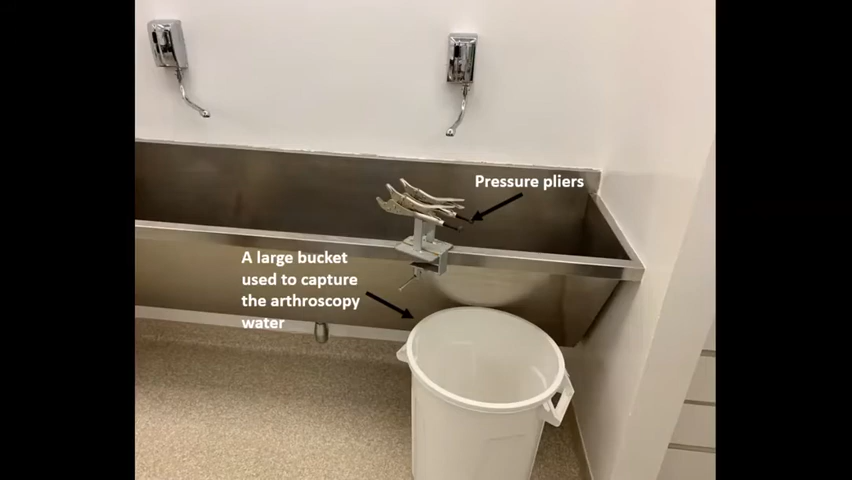 Pressure pliers
A large bucket
used to capture
the arthroscopy
water